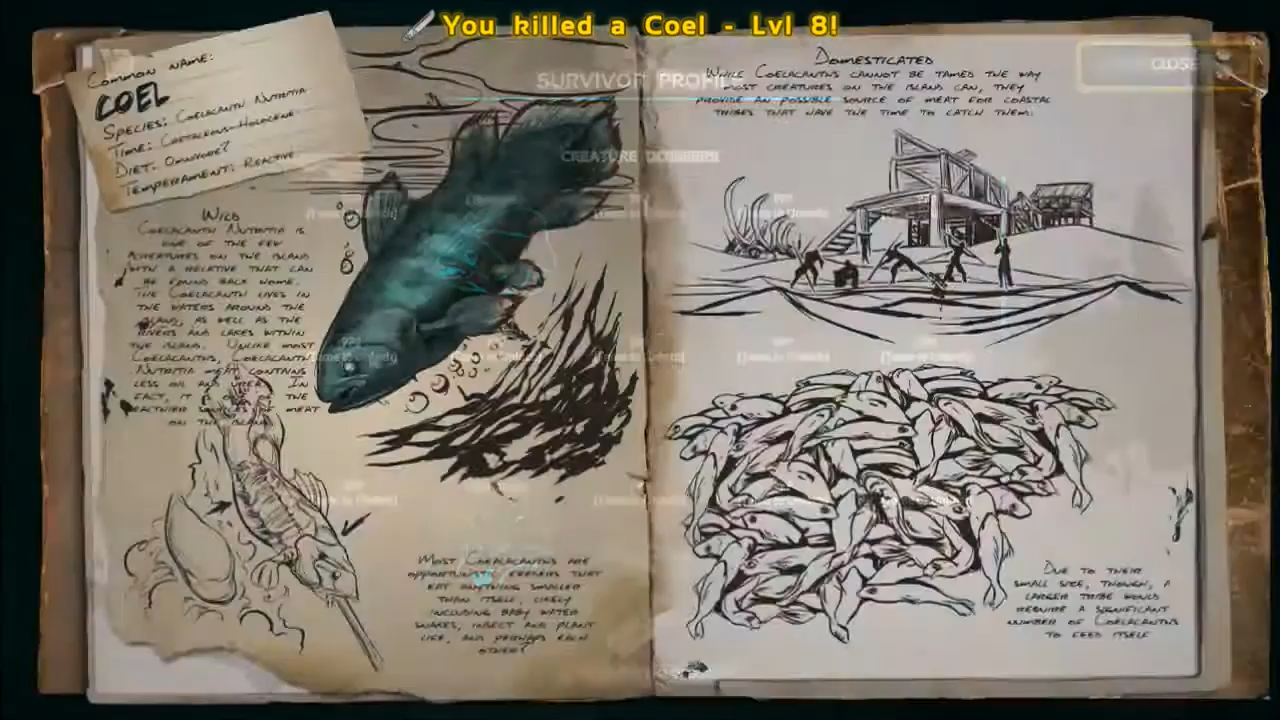 You killed a Coel - Lvl 8!
SURVIVOR PROFILE
CLOSE
COMMON NAME:
COEL
SPECIES: COELACANTH NUTRITIA
TIME: CRETACEOUS-HOLOCENE
DIET: OMNIVORE?
TEMPERAMENT: REACTIVE
WILD
COELACANTH NUTRITIA IS
ONE OF THE FEW
ADVENTURES ON THE ISLAND
WITH A RELATIVE THAT CAN
BE FOUND BACK HOME.
THE COELACANTH LIVES IN
THE WATERS AROUND THE
ISLAND, AS WELL AS THE
RIVERS AND LAKES WITHIN
THE ISLAND. UNLIKE MOST
COELACANTHS, COELACANTH
NUTRITIA MEAT CONTAINS
LESS OIL AND UREA. IN
FACT, IT THE
HEALTHIER SOURCES OF MEAT
ON THE ISLAND.
MOST COELACANTHS ARE
OPPORTUNISTIC FEEDERS THAT
EAT ANYTHING SMALLER
THAN ITSELF, LIKELY
INCLUDING BABY WATER
SNAKES, INSECT AND PLANT
LIFE, AND PERHAPS EACH
OTHER?
DOMESTICATED
WHILE COELACANTHS CANNOT BE TAMED THE WAY
MOST CREATURES ON THE ISLAND CAN, THEY
PROVIDE AN POSSIBLE SOURCE OF MEAT FOR COASTAL
TRIBES THAT HAVE THE TIME TO CATCH THEM.
DUE TO THEIR
SMALL SIZE, THOUGH, A
LARGER TRIBE WOULD
REQUIRE A SIGNIFICANT
NUMBER OF COELACANTHS
TO FEED ITSELF